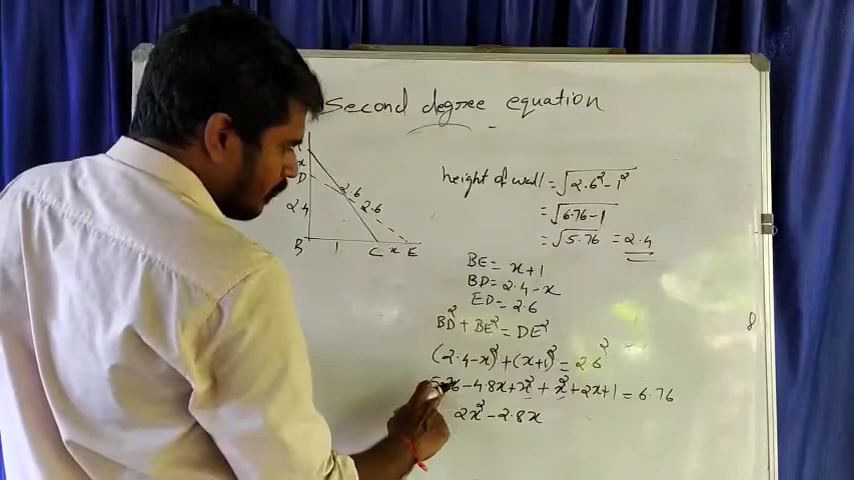 Second degree equation
height of wall = √2.6² - 1²
= √6.76 - 1
= √5.76 = 2.4
x
D
2.4
2.6
2.6
B 1 C x E
BE = x+1
BD = 2.4 - x
ED = 2.6
BD² + BE² = DE²
(2.4 - x)² + (x+1)² = 2.6²
- 4.8x + x² + x² + 2x + 1 = 6.76
2x² - 2.8x